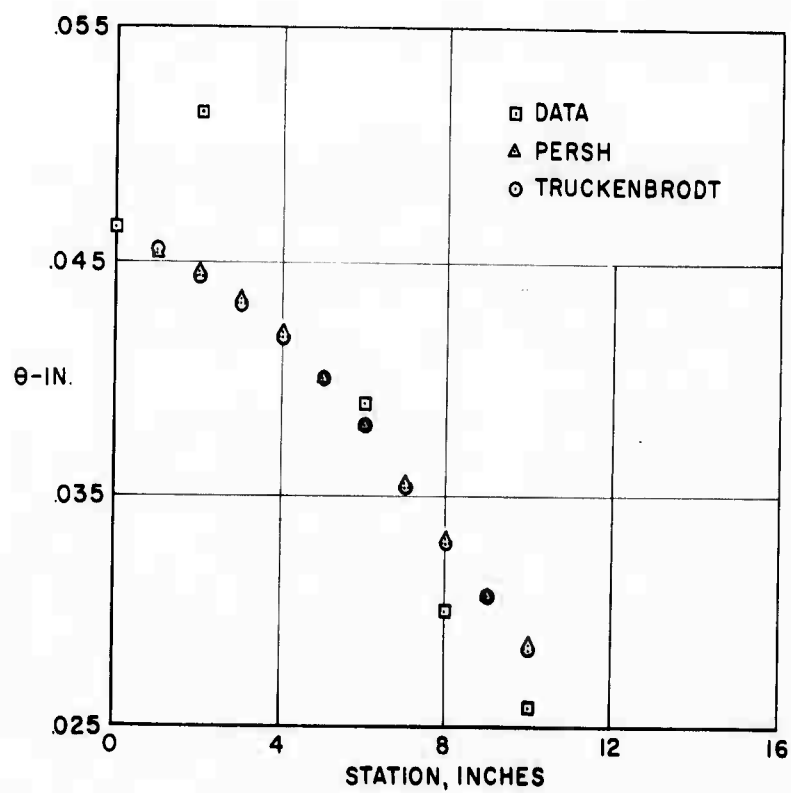 .055
DATA
PERSH
TRUCKENBRODT
.045
θ-IN.
.035
.025
0 4 8 12 16
STATION, INCHES